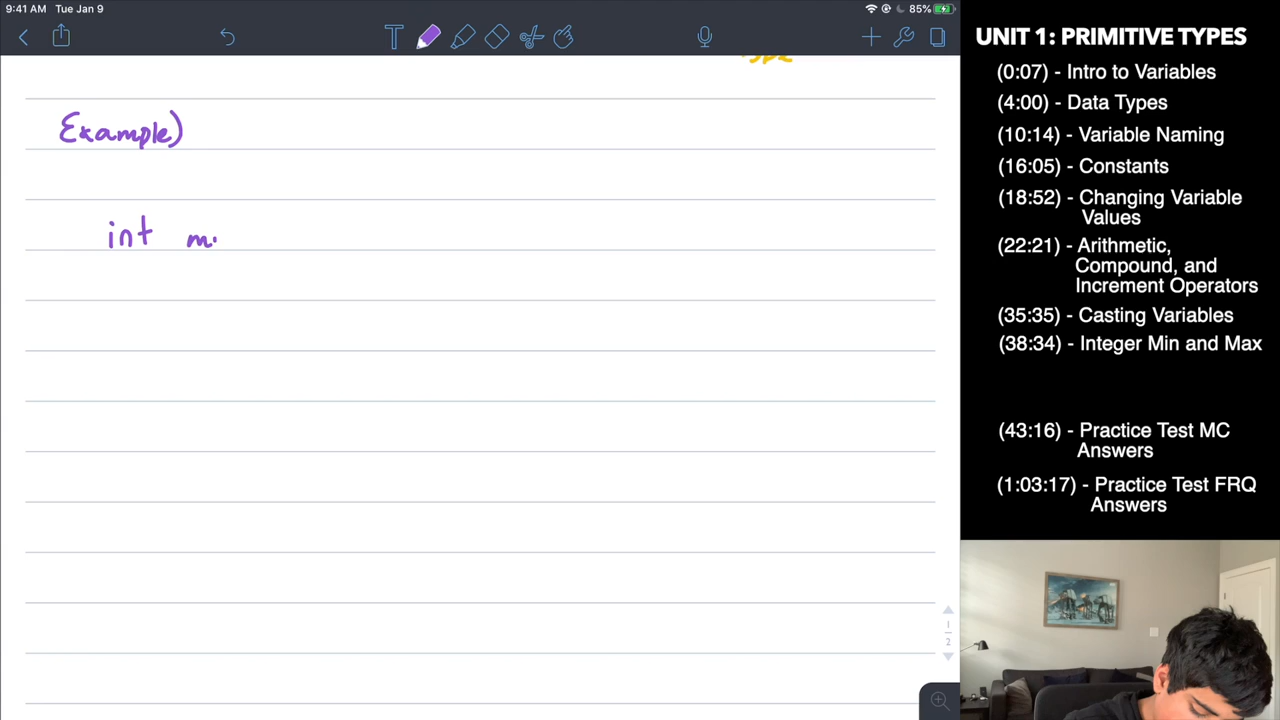 9:41 AM Tue Jan 9
85%
T
Example)
int m
1
2
UNIT 1: PRIMITIVE TYPES
(0:07) - Intro to Variables
(4:00) - Data Types
(10:14) - Variable Naming
(16:05) - Constants
(18:52) - Changing Variable
Values
(22:21) - Arithmetic,
Compound, and
Increment Operators
(35:35) - Casting Variables
(38:34) - Integer Min and Max
(43:16) - Practice Test MC
Answers
(1:03:17) - Practice Test FRQ
Answers